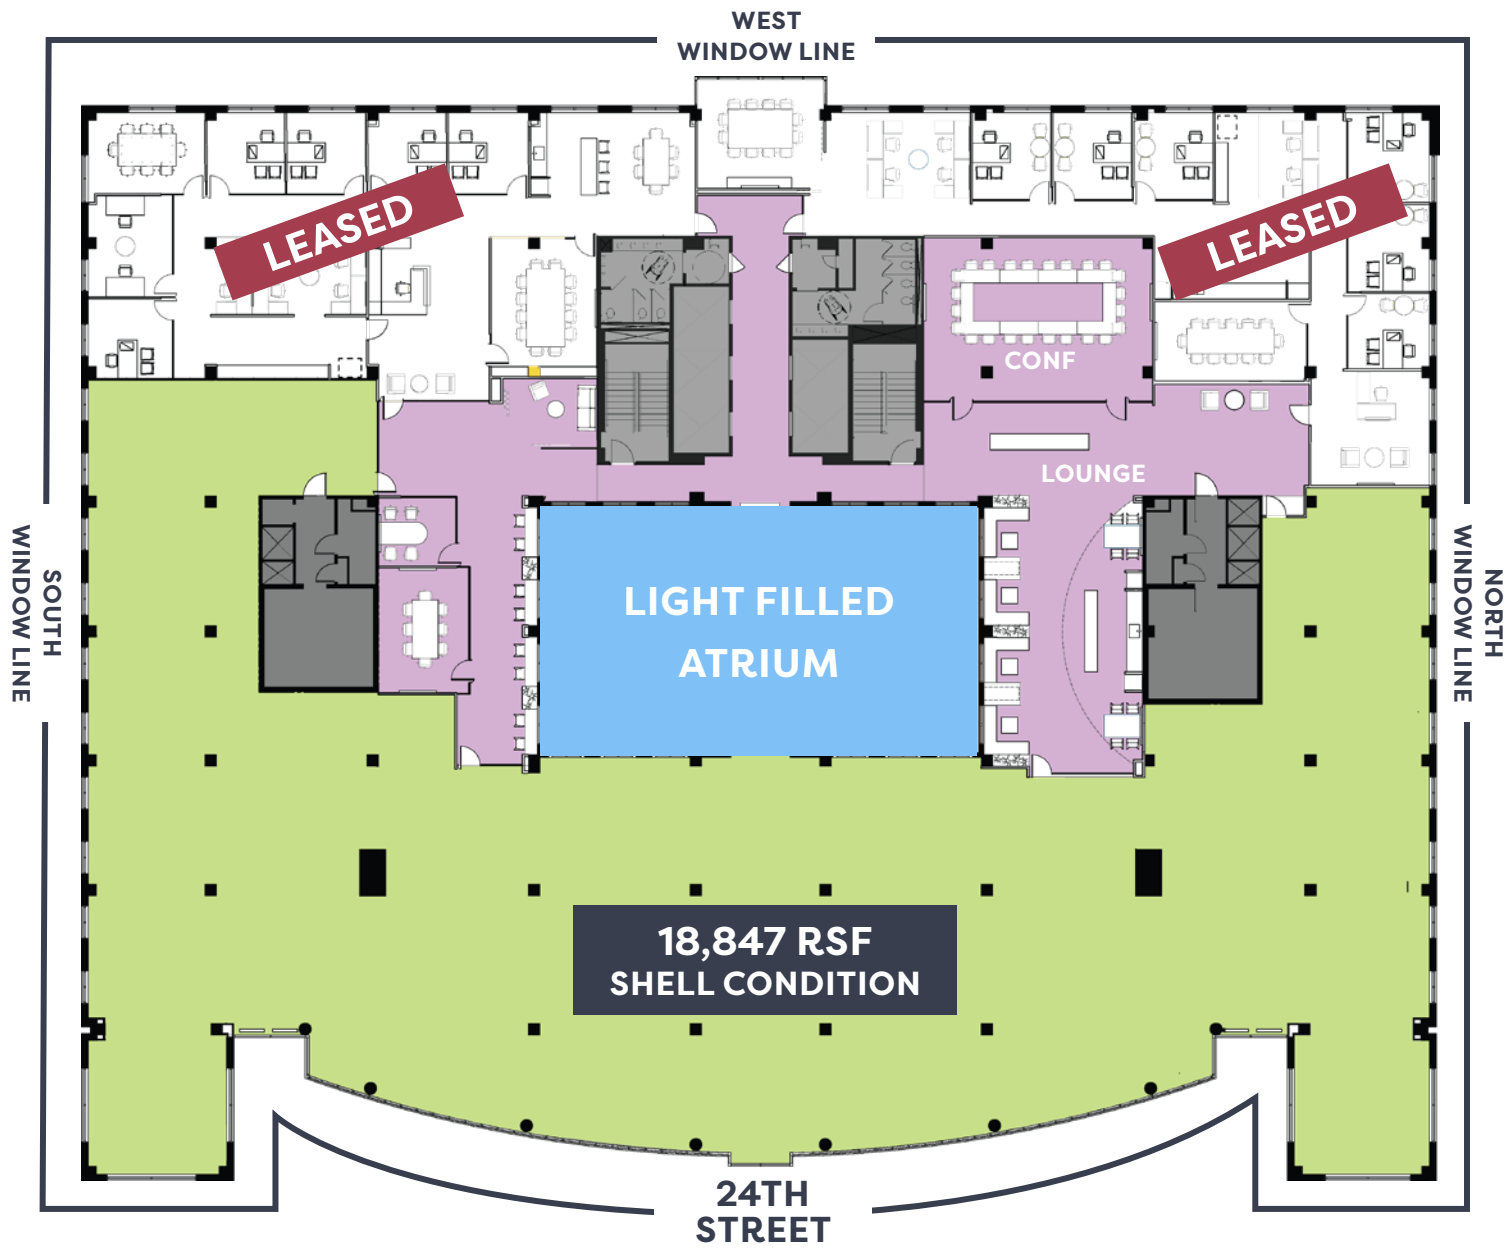 WEST
WINDOW LINE
LEASED
LEASED
CONF
LOUNGE
SOUTH
WINDOW LINE
NORTH
WINDOW LINE
LIGHT FILLED
ATRIUM
18,847 RSF
SHELL CONDITION
24TH
STREET